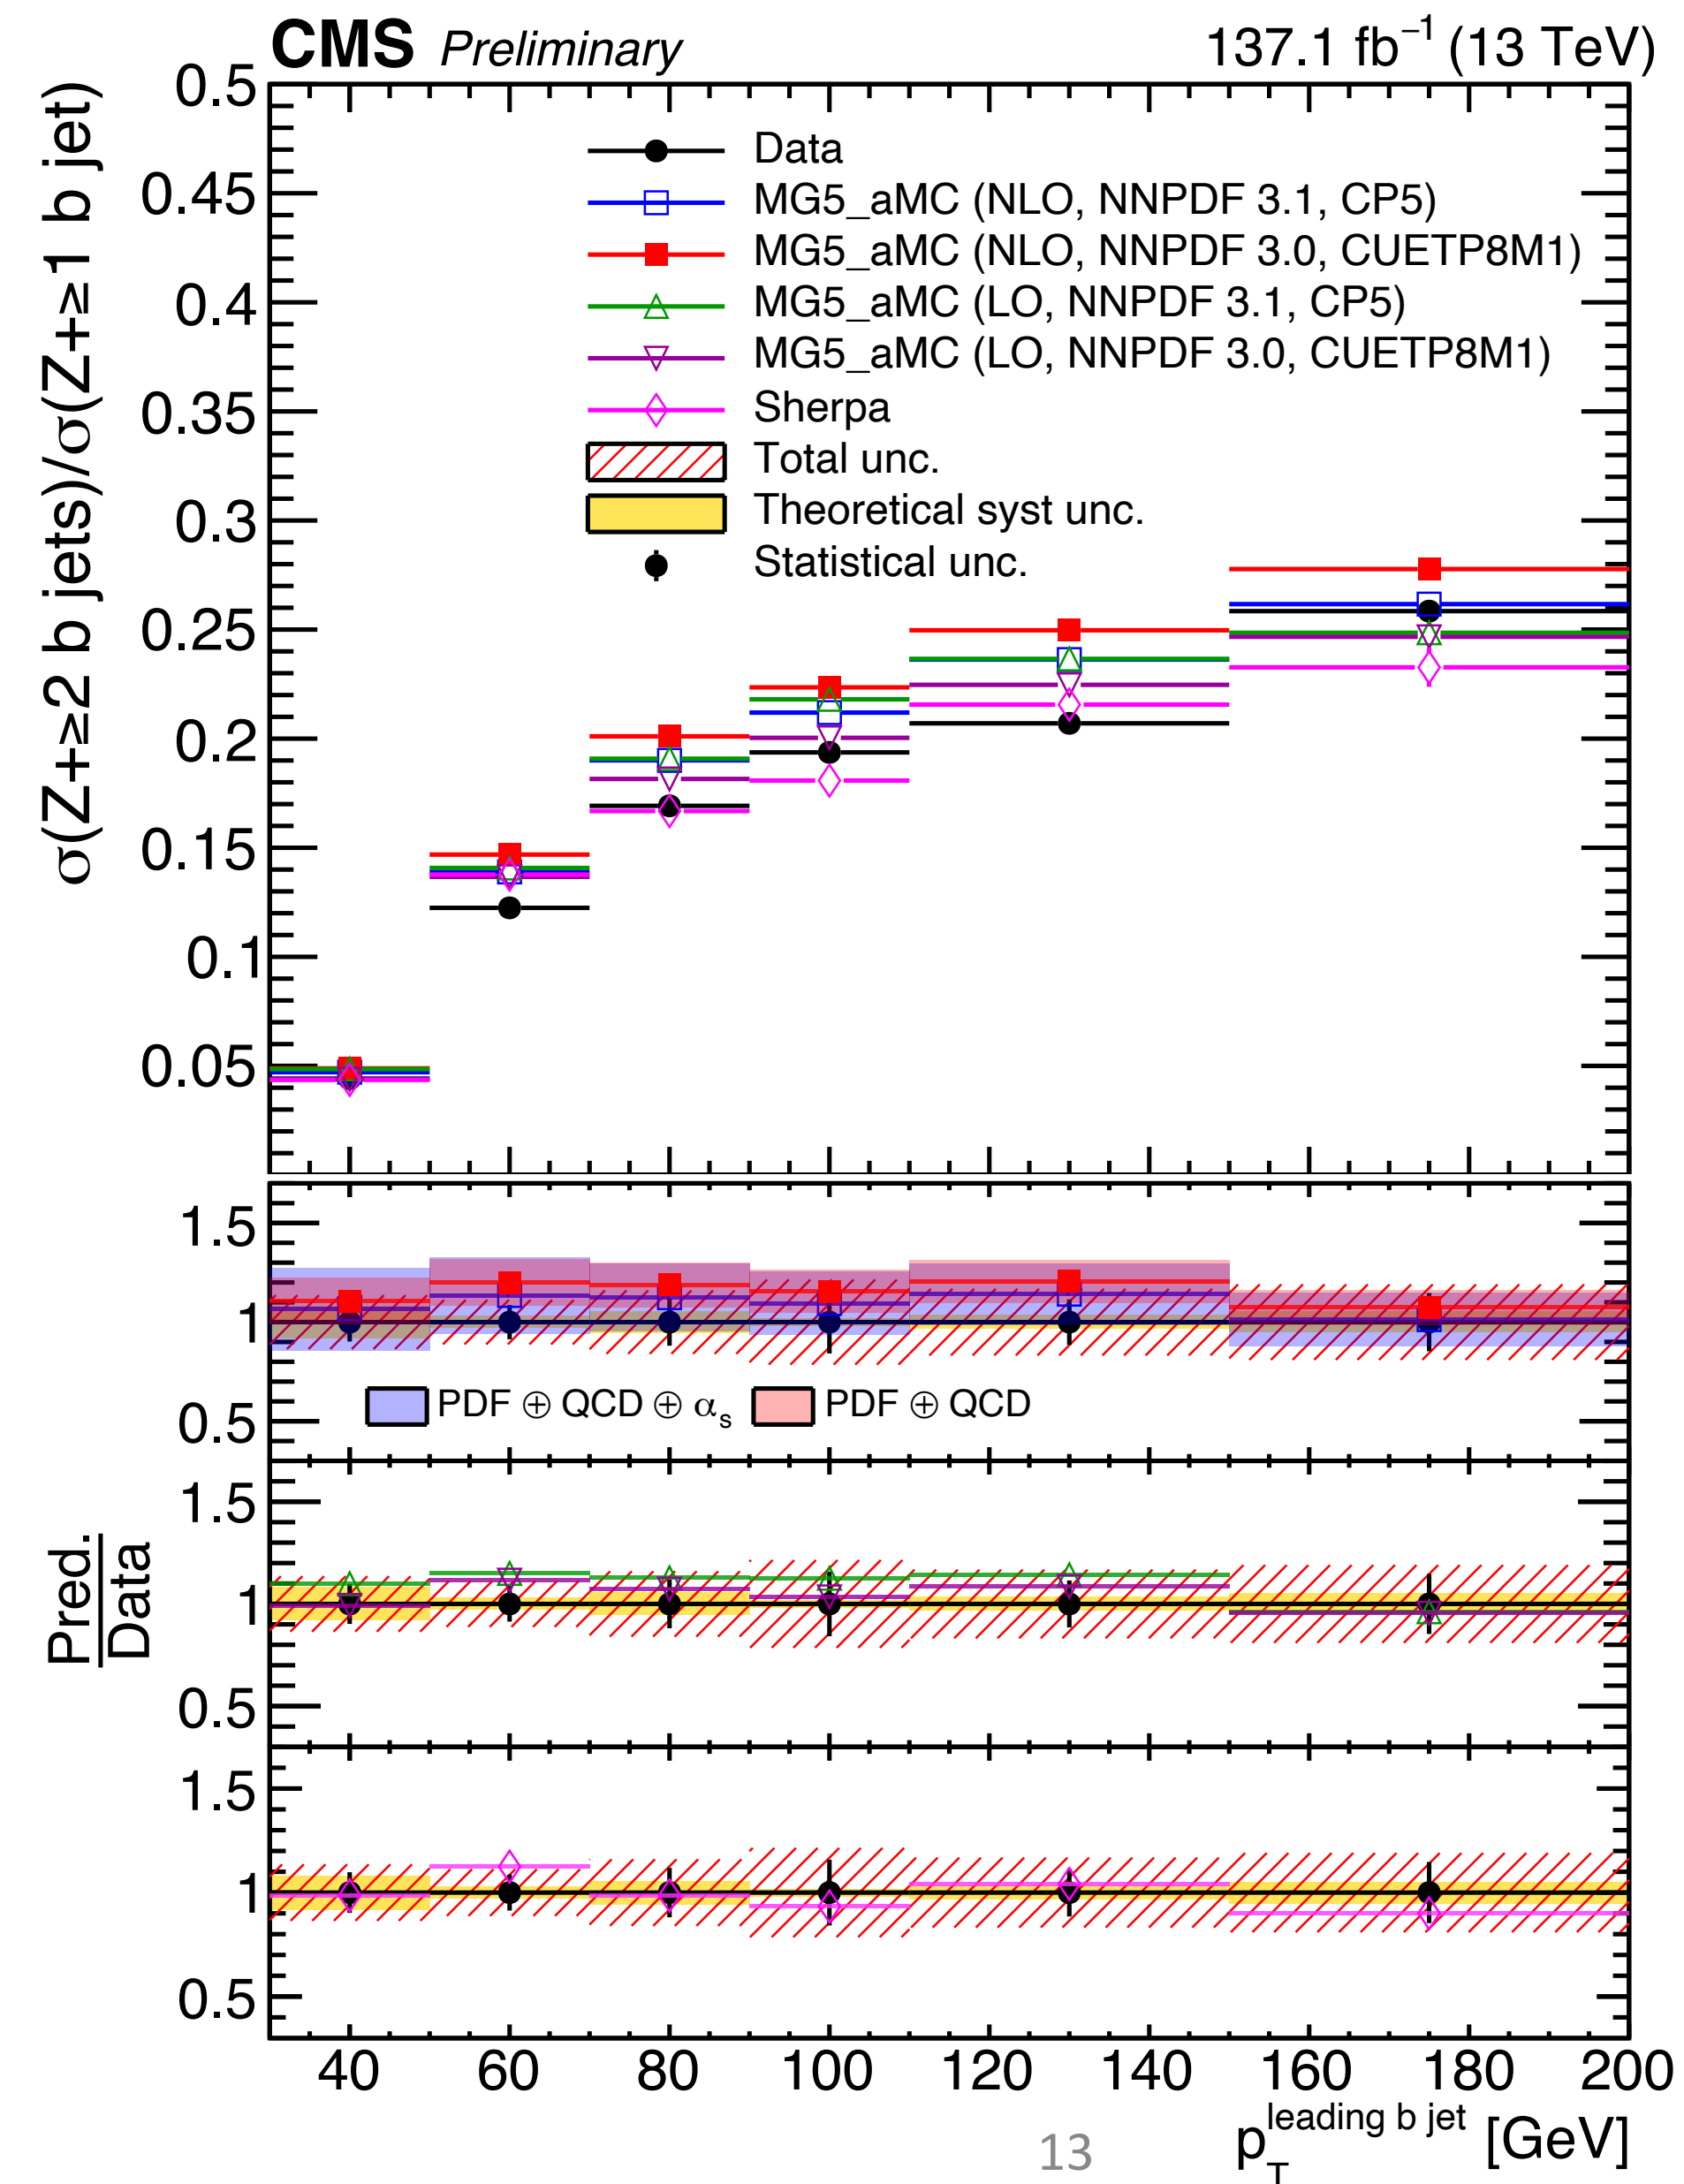 CMS Preliminary 137.1 fb⁻¹ (13 TeV)
σ(Z+≥2 b jets)/σ(Z+≥1 b jet)
0.5
0.45
0.4
0.35
0.3
0.25
0.2
0.15
0.1
0.05
Data
MG5_aMC (NLO, NNPDF 3.1, CP5)
MG5_aMC (NLO, NNPDF 3.0, CUETP8M1)
MG5_aMC (LO, NNPDF 3.1, CP5)
MG5_aMC (LO, NNPDF 3.0, CUETP8M1)
Sherpa
Total unc.
Theoretical syst unc.
Statistical unc.
1.5
1
0.5
PDF ⊕ QCD ⊕ αs PDF ⊕ QCD
Pred.
Data
1.5
1
0.5
1.5
1
0.5
40 60 80 100 120 140 160 180 200
p_T^leading b jet [GeV]
13